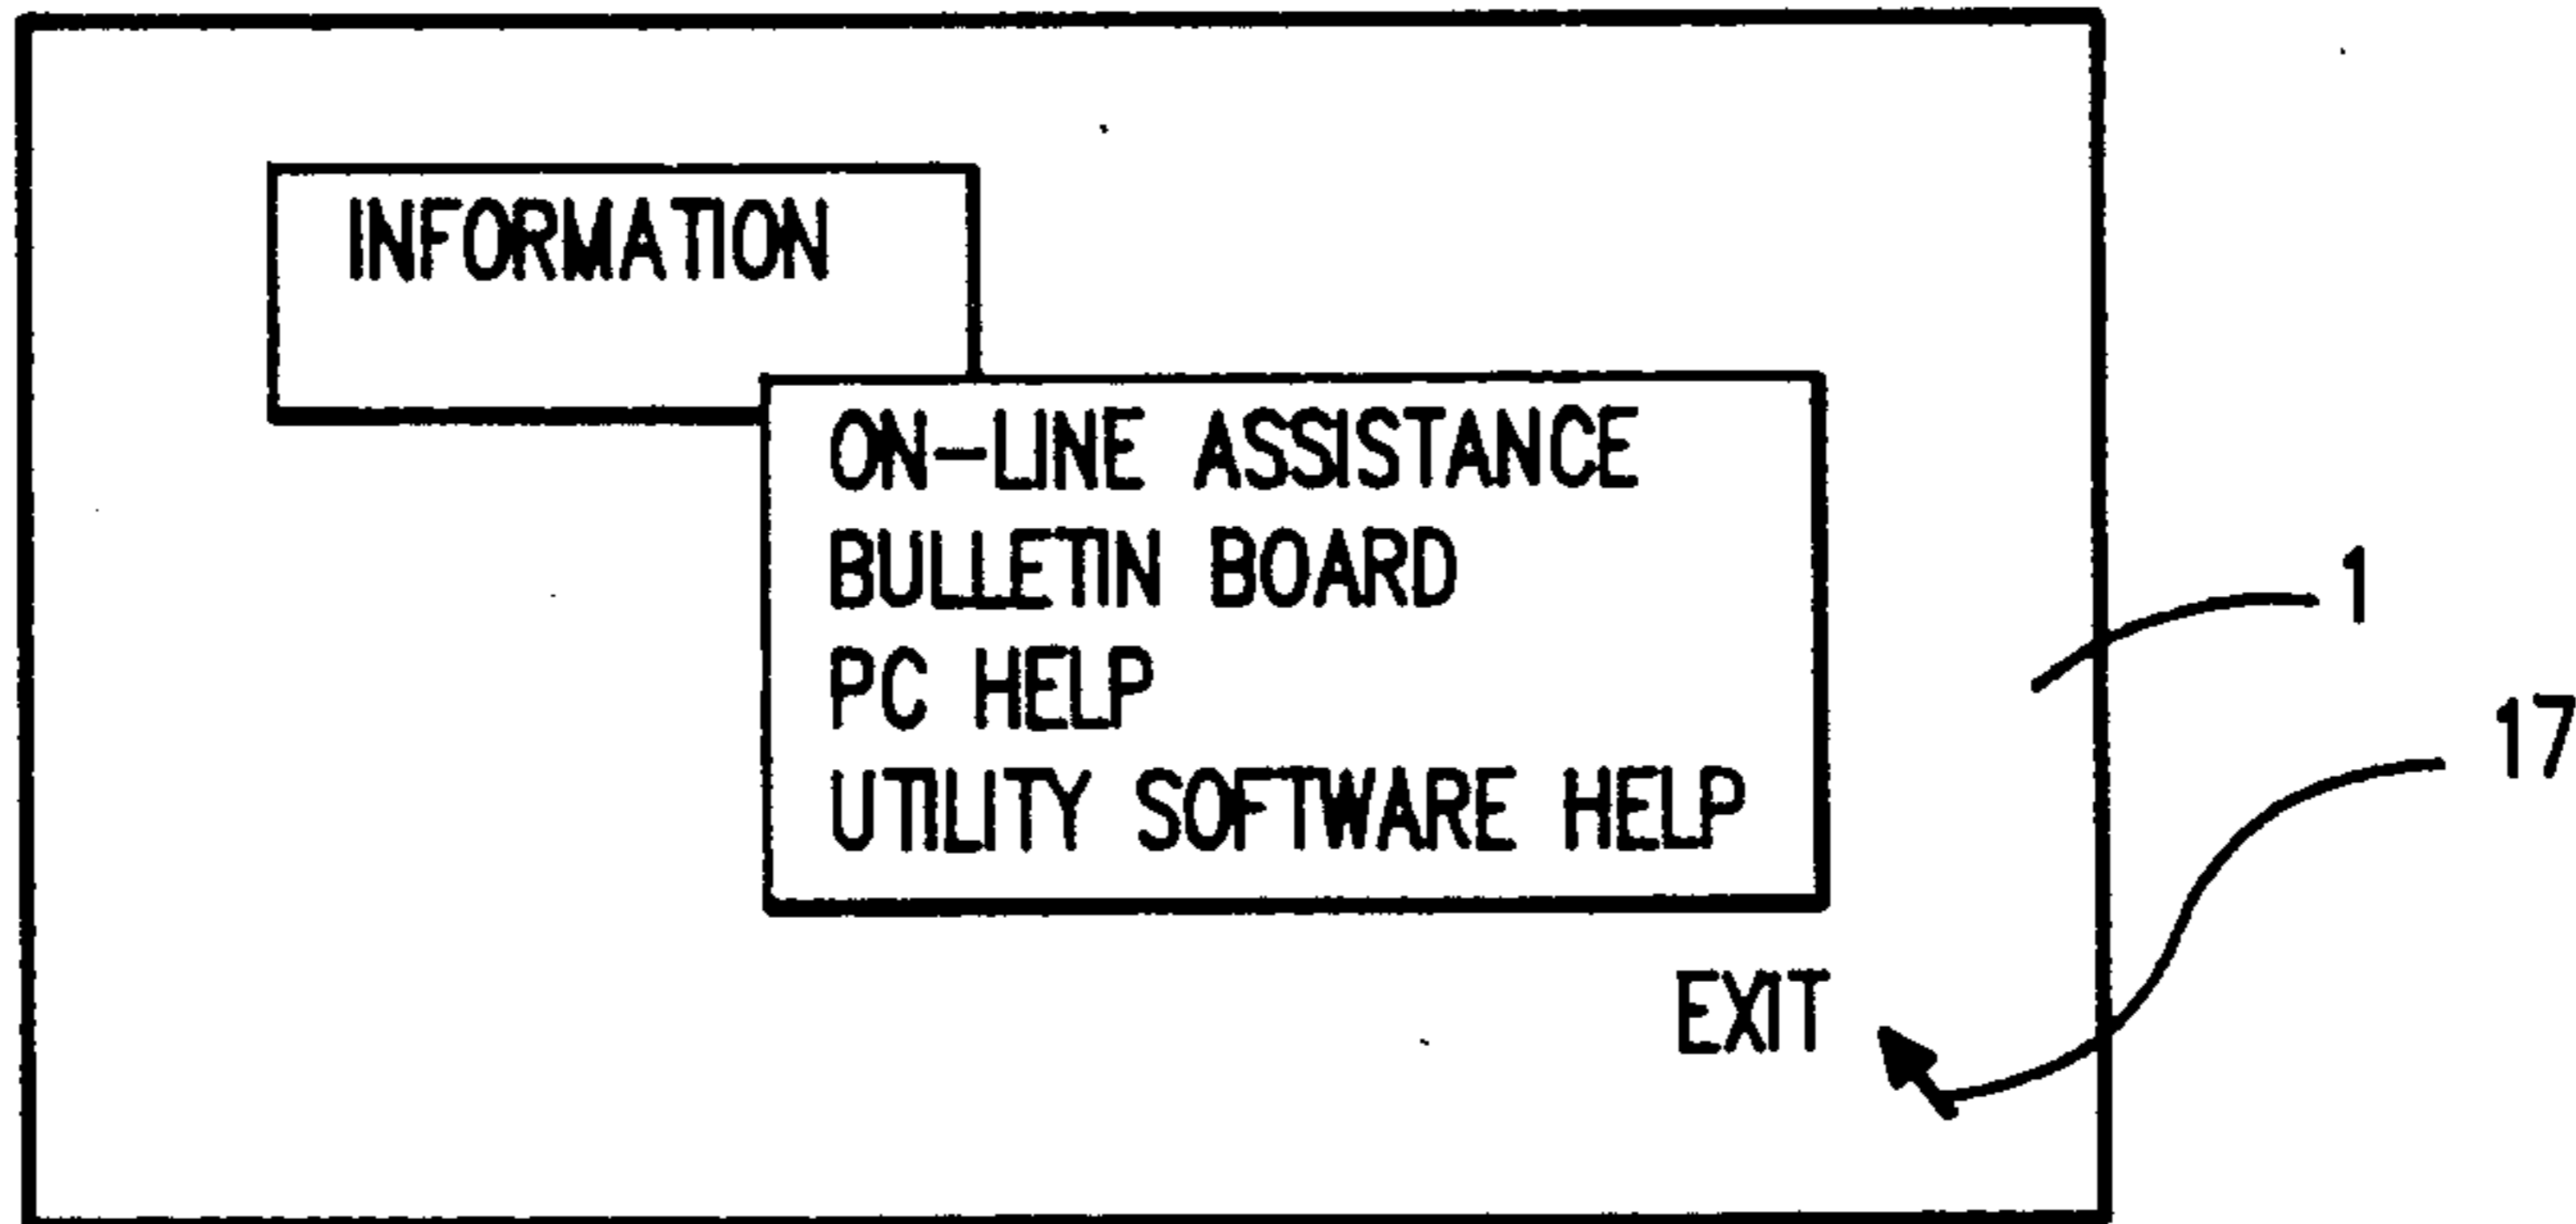 INFORMATION
ON-LINE ASSISTANCE
BULLETIN BOARD
PC HELP
UTILITY SOFTWARE HELP
EXIT
1
17